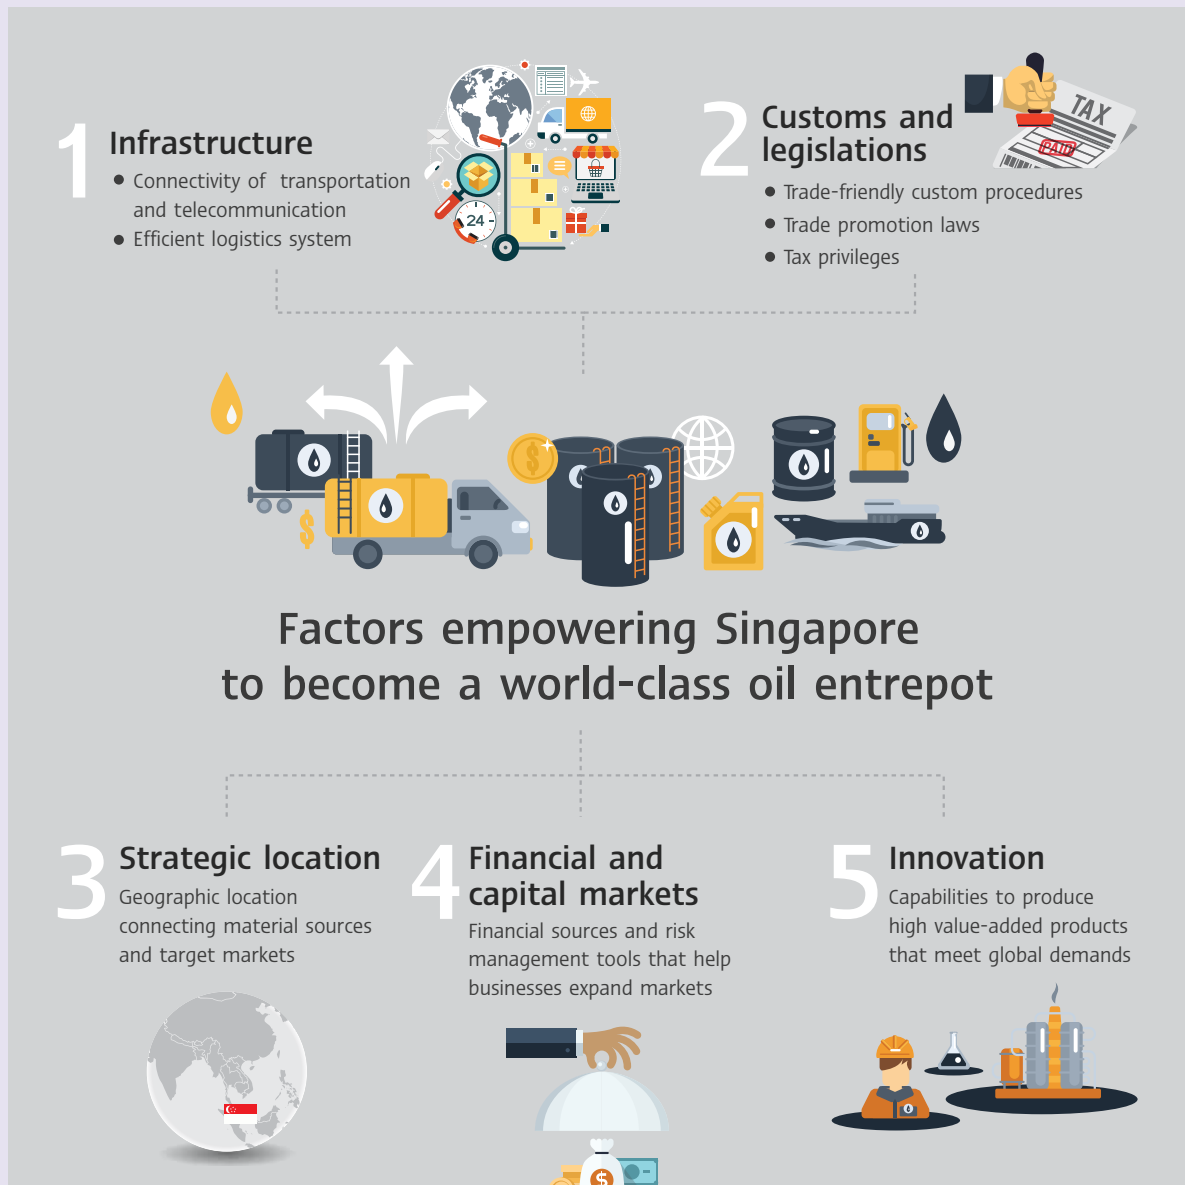 1
Infrastructure
• Connectivity of transportation
and telecommunication
• Efficient logistics system
24
2
Customs and
legislations
• Trade-friendly custom procedures
• Trade promotion laws
• Tax privileges
TAX
PAID
$
$
Factors empowering Singapore
to become a world-class oil entrepot
3
Strategic location
Geographic location
connecting material sources
and target markets
4
Financial and
capital markets
Financial sources and risk
management tools that help
businesses expand markets
$
5
Innovation
Capabilities to produce
high value-added products
that meet global demands